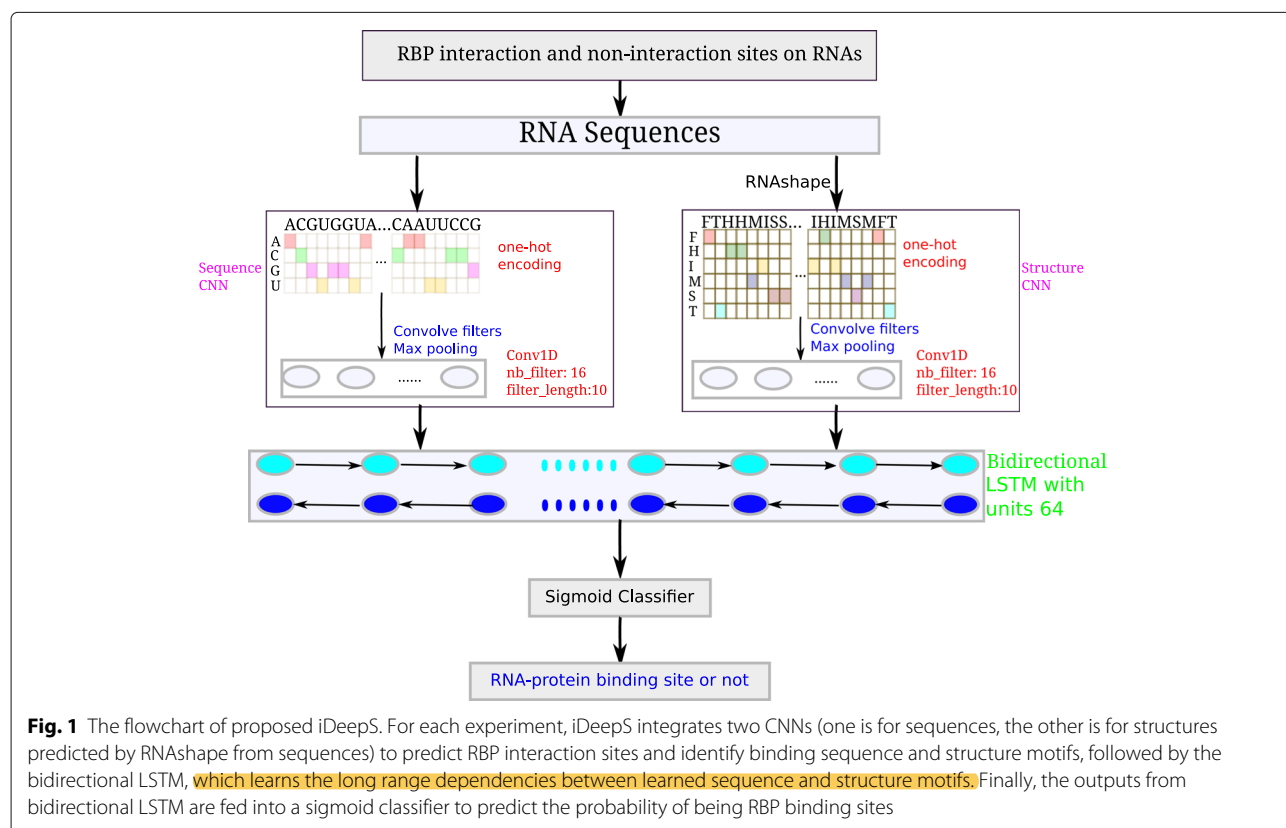 RBP interaction and non-interaction sites on RNAs
RNA Sequences
RNAshape
ACGUGGUA...CAAUUCCG
A
C
G
U
...
one-hot
encoding
Sequence
CNN
Convolve filters
Max pooling
Conv1D
nb_filter: 16
filter_length:10
......
FTHHMISS... IHIMSMFT
F
H
I
M
S
T
...
one-hot
encoding
Structure
CNN
Convolve filters
Max pooling
Conv1D
nb_filter: 16
filter_length:10
......
Bidirectional
LSTM with
units 64
Sigmoid Classifier
RNA-protein binding site or not
Fig. 1 The flowchart of proposed iDeepS. For each experiment, iDeepS integrates two CNNs (one is for sequences, the other is for structures
predicted by RNAshape from sequences) to predict RBP interaction sites and identify binding sequence and structure motifs, followed by the
bidirectional LSTM, which learns the long range dependencies between learned sequence and structure motifs. Finally, the outputs from
bidirectional LSTM are fed into a sigmoid classifier to predict the probability of being RBP binding sites